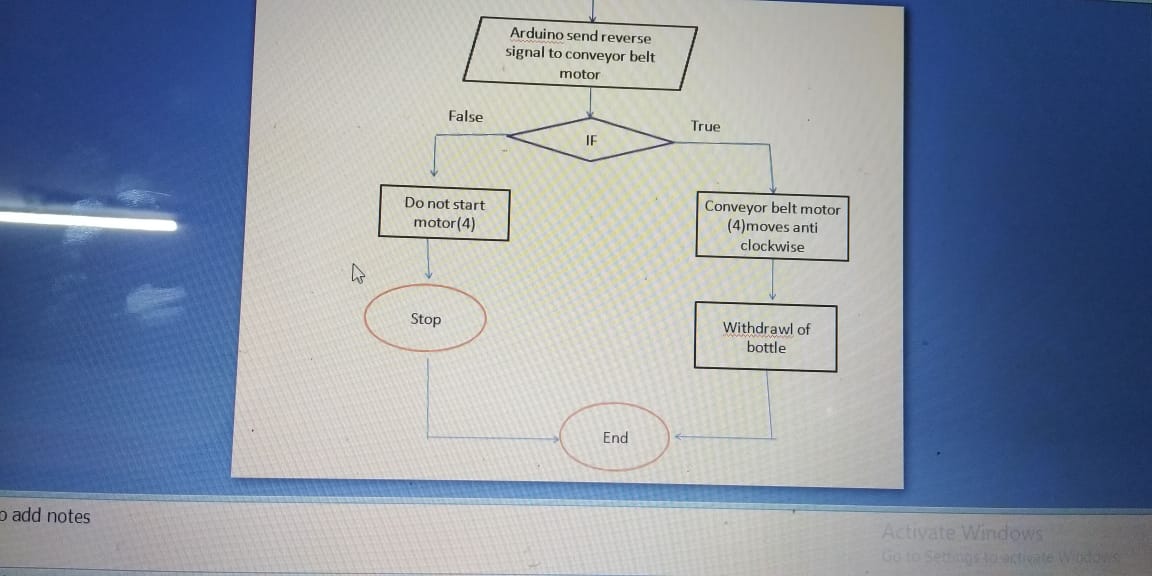 Arduino send reverse
signal to conveyor belt
motor
False
True
IF
Do not start
motor(4)
Conveyor belt motor
(4)moves anti
clockwise
Stop
Withdrawl of
bottle
End
o add notes
Activate Windows
Go to Settings to activate Windows